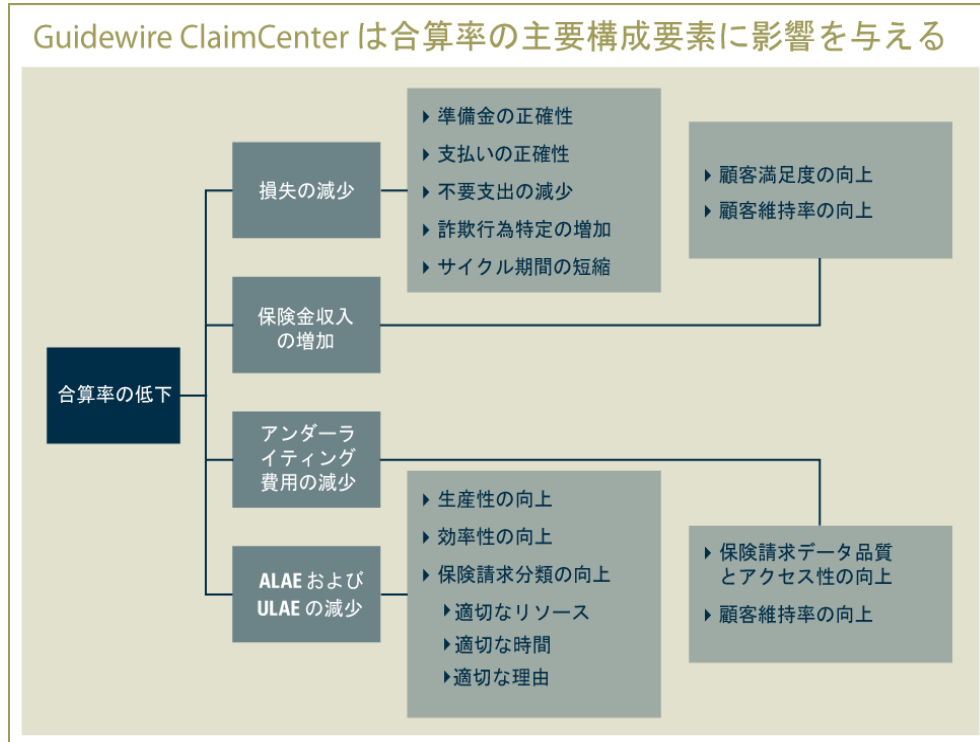 Guidewire ClaimCenter は合算率の主要構成要素に影響を与える
合算率の低下
損失の減少
準備金の正確性
支払いの正確性
不要支出の減少
詐欺行為特定の増加
サイクル期間の短縮
保険金収入
の増加
顧客満足度の向上
顧客維持率の向上
アンダーラ
イティング
費用の減少
保険請求データ品質
とアクセス性の向上
顧客維持率の向上
ALAE および
ULAE の減少
生産性の向上
効率性の向上
保険請求分類の向上
適切なリソース
適切な時間
適切な理由